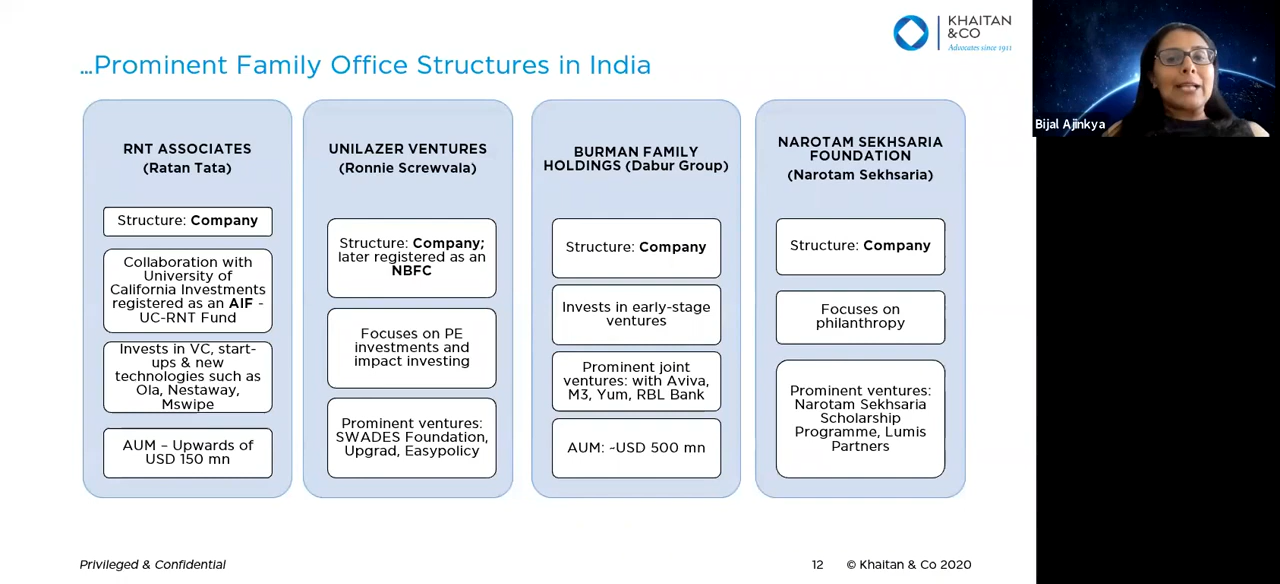 KHAITAN
&CO
Advocates since 1911
...Prominent Family Office Structures in India
RNT ASSOCIATES
(Ratan Tata)
Structure: Company
Collaboration with
University of
California Investments
registered as an AIF -
UC-RNT Fund
Invests in VC, start-
ups & new
technologies such as
Ola, Nestaway,
Mswipe
AUM – Upwards of
USD 150 mn
UNILAZER VENTURES
(Ronnie Screwvala)
Structure: Company;
later registered as an
NBFC
Focuses on PE
investments and
impact investing
Prominent ventures:
SWADES Foundation,
Upgrad, Easypolicy
BURMAN FAMILY
HOLDINGS (Dabur Group)
Structure: Company
Invests in early-stage
ventures
Prominent joint
ventures: with Aviva,
M3, Yum, RBL Bank
AUM: ~USD 500 mn
NAROTAM SEKHSARIA
FOUNDATION
(Narotam Sekhsaria)
Structure: Company
Focuses on
philanthropy
Prominent ventures:
Narotam Sekhsaria
Scholarship
Programme, Lumis
Partners
Bijal Ajinkya
Privileged & Confidential
12
© Khaitan & Co 2020